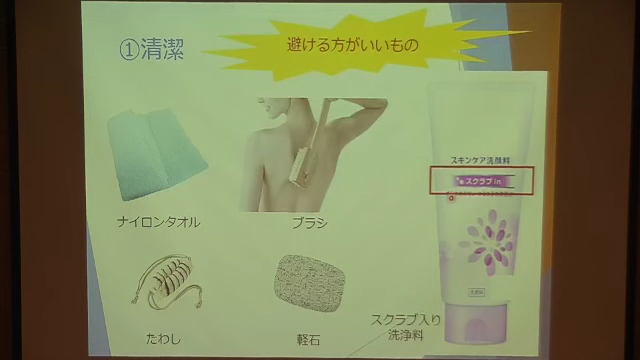 ①清潔
避ける方がいいもの
スキンケア洗顔料
スクラブin
ナイロンタオル
ブラシ
たわし
軽石
スクラブ入り
洗浄料